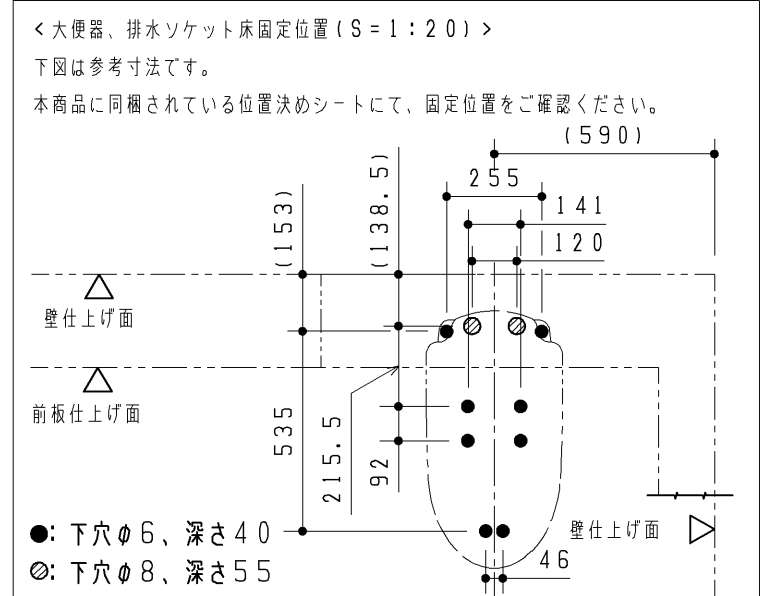 <大便器、排水ソケット床固定位置(S=1:20)>
下図は参考寸法です。
本商品に同梱されている位置決めシートにて、固定位置をご確認ください。
(590)
255
(153)
(138.5)
141
120
壁仕上げ面
前板仕上げ面
535
215.5
92
●: 下穴φ6、深さ40
壁仕上げ面
46
◍: 下穴φ8、深さ55